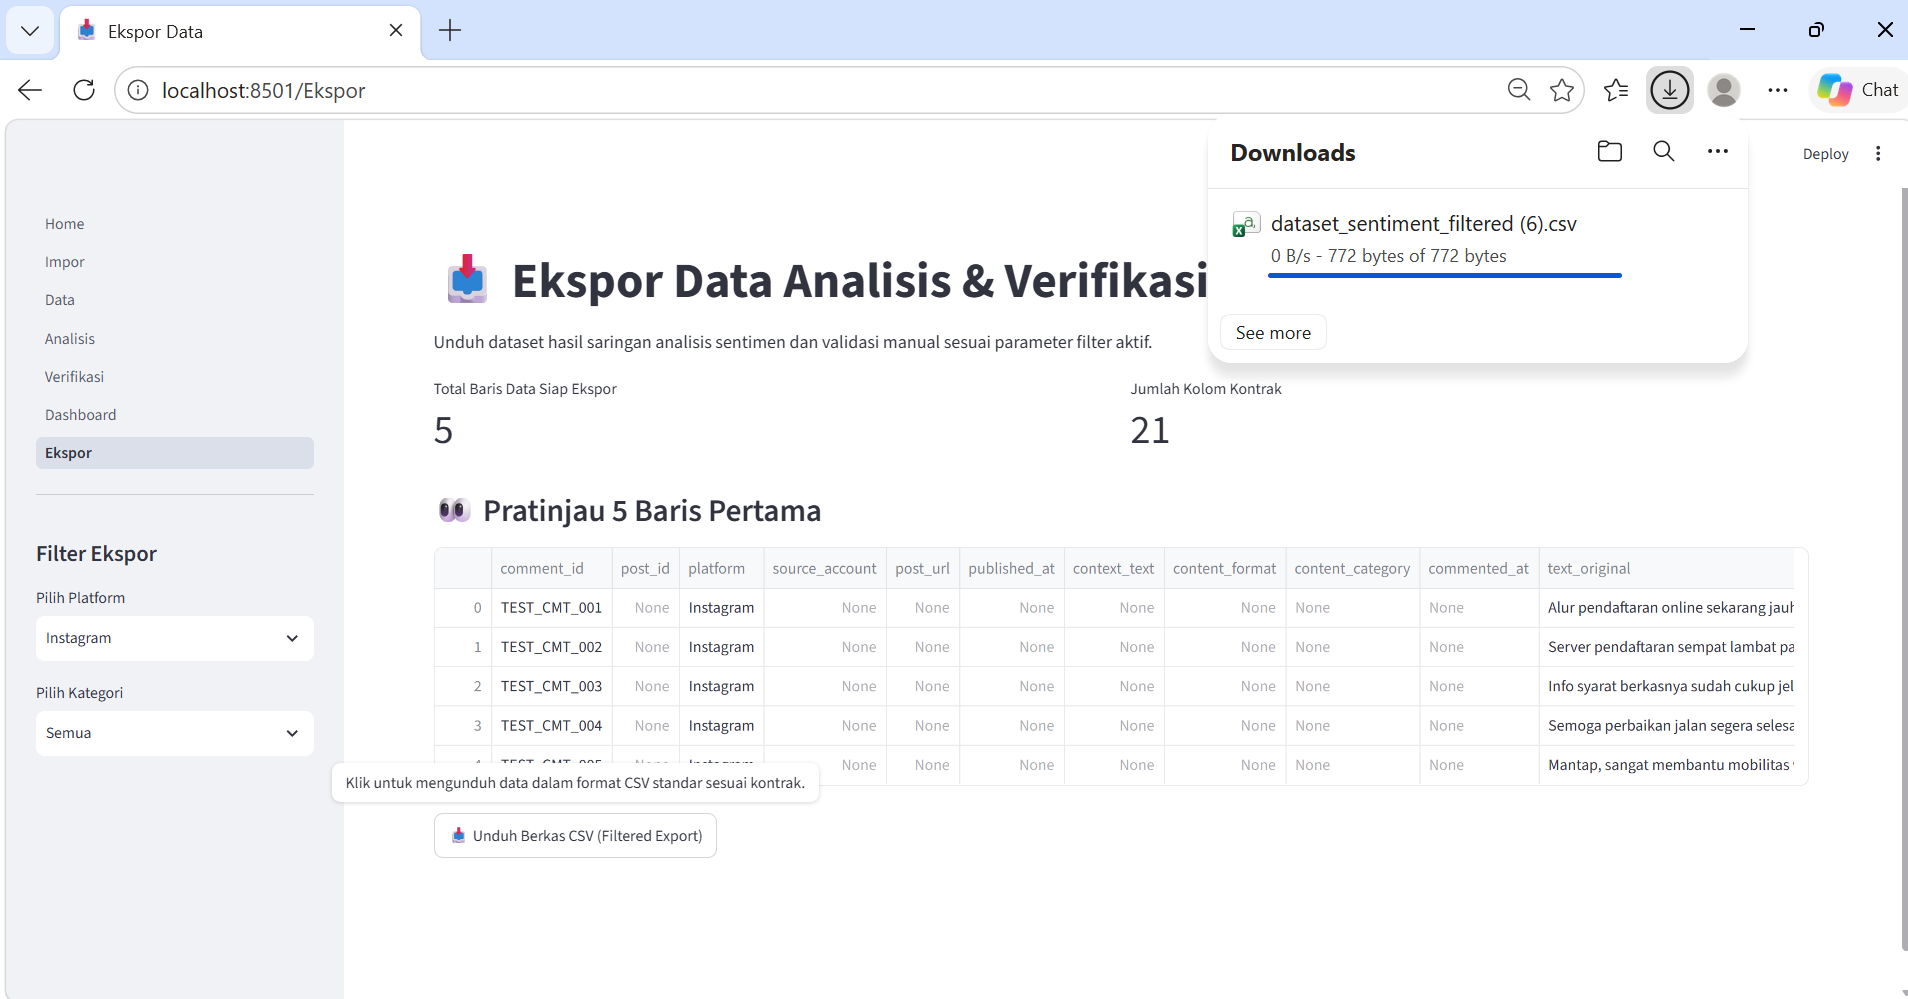 Ekspor Data
localhost:8501/Ekspor
Chat
Downloads
Deploy
dataset_sentiment_filtered (6).csv
0 B/s - 772 bytes of 772 bytes
See more
Home
Impor
Data
Analisis
Verifikasi
Dashboard
Ekspor
Filter Ekspor
Pilih Platform
Instagram
Pilih Kategori
Semua
Ekspor Data Analisis & Verifikasi
Unduh dataset hasil saringan analisis sentimen dan validasi manual sesuai parameter filter aktif.
Total Baris Data Siap Ekspor
5
Jumlah Kolom Kontrak
21
Pratinjau 5 Baris Pertama
comment_id post_id platform source_account post_url published_at context_text content_format content_category commented_at text_original
0 TEST_CMT_001 None Instagram None None None None None None None Alur pendaftaran online sekarang jauh
1 TEST_CMT_002 None Instagram None None None None None None None Server pendaftaran sempat lambat pa
2 TEST_CMT_003 None Instagram None None None None None None None Info syarat berkasnya sudah cukup jel
3 TEST_CMT_004 None Instagram None None None None None None None Semoga perbaikan jalan segera selesa
None None None None None None Mantap, sangat membantu mobilitas
Klik untuk mengunduh data dalam format CSV standar sesuai kontrak.
Unduh Berkas CSV (Filtered Export)